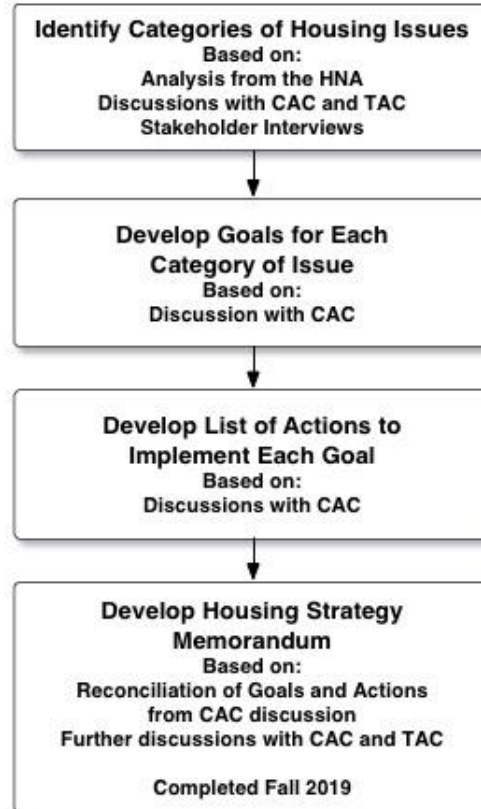 Identify Categories of Housing Issues
Based on:
Analysis from the HNA
Discussions with CAC and TAC
Stakeholder Interviews
Develop Goals for Each
Category of Issue
Based on:
Discussion with CAC
Develop List of Actions to
Implement Each Goal
Based on:
Discussions with CAC
Develop Housing Strategy
Memorandum
Based on:
Reconciliation of Goals and Actions
from CAC discussion
Further discussions with CAC and TAC
Completed Fall 2019